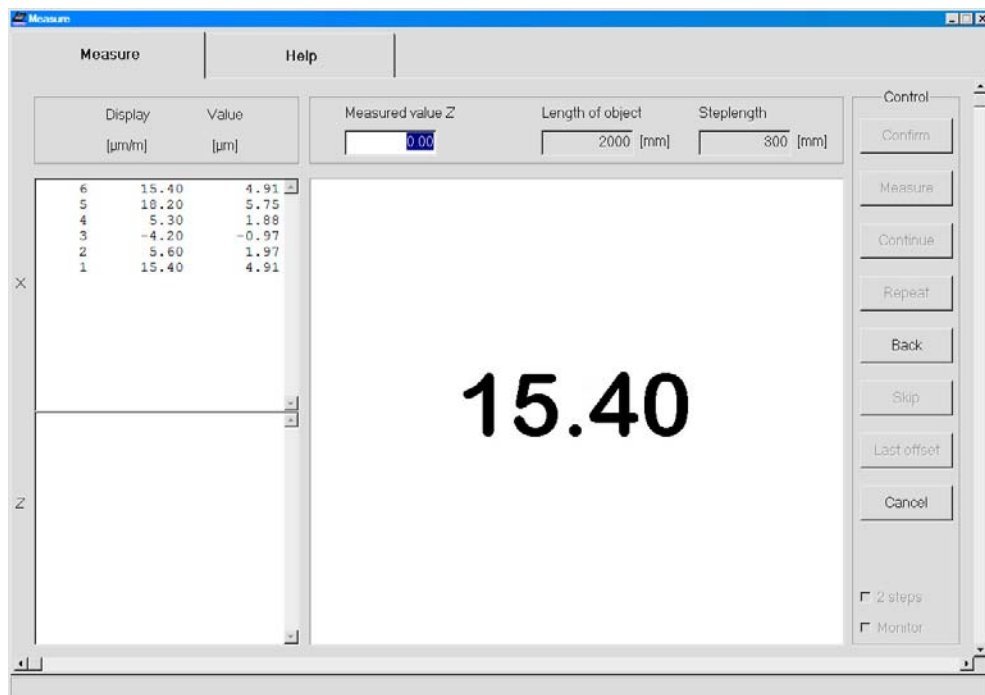 Measure
Measure Help
Display Value
[µm/m] [µm]
Measured value Z Length of object Steplength
0.00 2000 [mm] 300 [mm]
Control
Confirm
Measure
Continue
Repeat
Back
Skip
Last offset
Cancel
2 steps
Monitor
X
6 15.40 4.91
5 18.20 5.75
4 5.30 1.88
3 -4.20 -0.97
2 5.60 1.97
1 15.40 4.91
Z
15.40